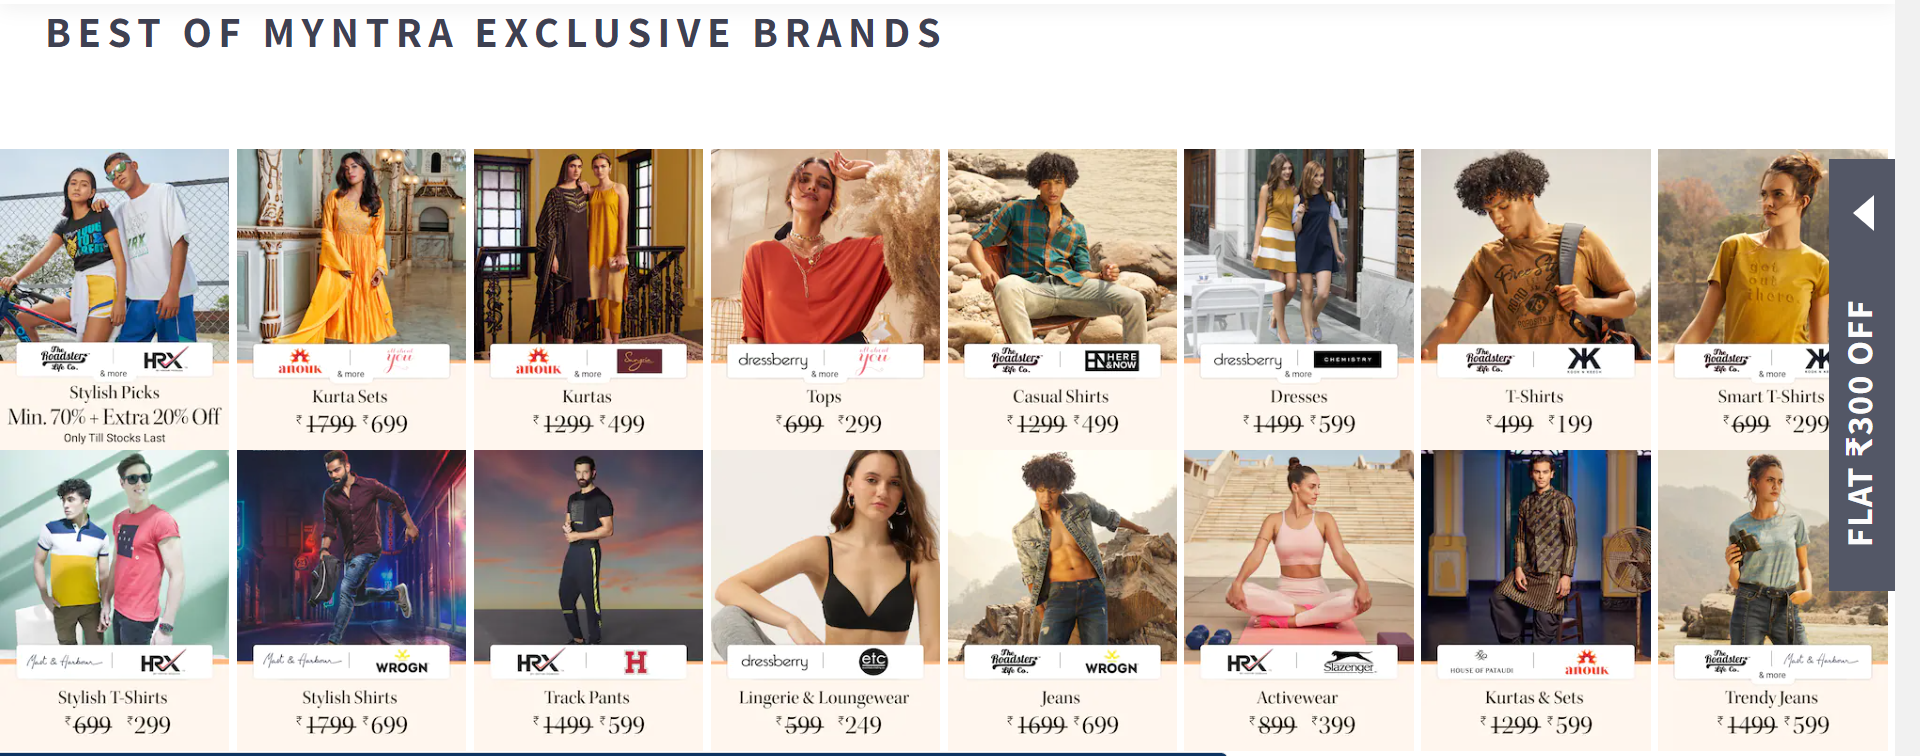 BEST OF MYNTRA EXCLUSIVE BRANDS
The Roadster Life Co. HRX
& more
Stylish Picks
Min. 70% + Extra 20% Off
Only Till Stocks Last
anouk all about you
& more
Kurta Sets
₹1799 ₹699
anouk Sangria
& more
Kurtas
₹1299 ₹499
dressberry all about you
& more
Tops
₹699 ₹299
The Roadster Life Co. HERE &NOW
Casual Shirts
₹1299 ₹499
dressberry CHEMISTRY
& more
Dresses
₹1499 ₹599
The Roadster Life Co.
T-Shirts
₹499 ₹199
got
out
there.
The Roadster Life Co.
& more
Smart T-Shirts
₹699 ₹299
FLAT ₹300 OFF
Mast & Harbour HRX
Stylish T-Shirts
₹699 ₹299
Mast & Harbour WROGN
Stylish Shirts
₹1799 ₹699
HRX H
Track Pants
₹1499 ₹599
dressberry etc
Lingerie & Loungewear
₹599 ₹249
The Roadster Life Co. WROGN
Jeans
₹1699 ₹699
HRX Slazenger
Activewear
₹899 ₹399
HOUSE OF PATAUDI anouk
Kurtas & Sets
₹1299 ₹599
The Roadster Life Co. Mast & Harbour
& more
Trendy Jeans
₹1499 ₹599